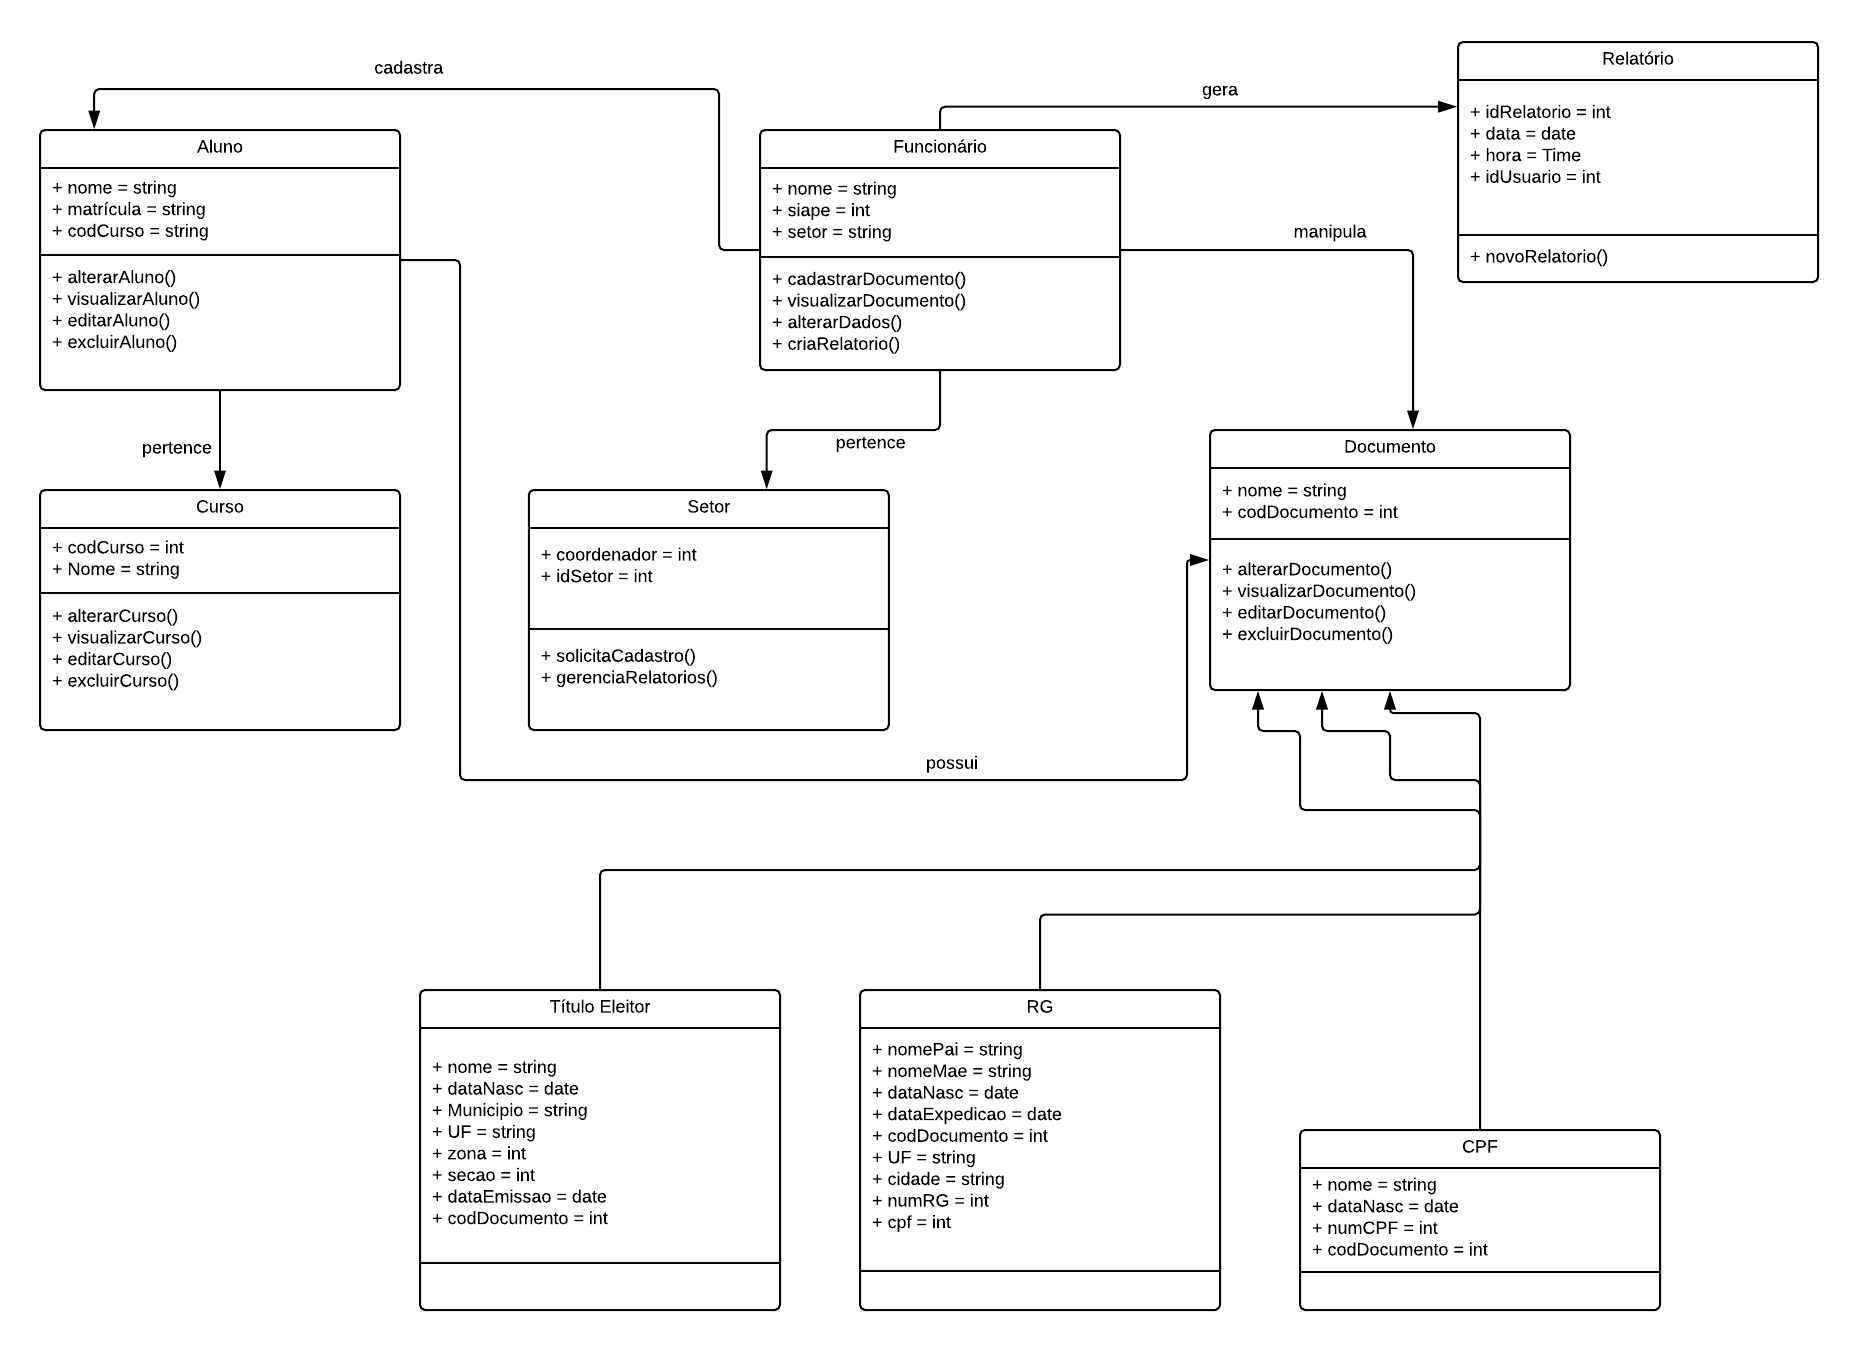 cadastra
gera
Relatório
+ idRelatorio = int
+ data = date
+ hora = Time
+ idUsuario = int
+ novoRelatorio()
Aluno
+ nome = string
+ matrícula = string
+ codCurso = string
+ alterarAluno()
+ visualizarAluno()
+ editarAluno()
+ excluirAluno()
Funcionário
+ nome = string
+ siape = int
+ setor = string
+ cadastrarDocumento()
+ visualizarDocumento()
+ alterarDados()
+ criaRelatorio()
manipula
pertence
pertence
Documento
+ nome = string
+ codDocumento = int
+ alterarDocumento()
+ visualizarDocumento()
+ editarDocumento()
+ excluirDocumento()
Curso
+ codCurso = int
+ Nome = string
+ alterarCurso()
+ visualizarCurso()
+ editarCurso()
+ excluirCurso()
Setor
+ coordenador = int
+ idSetor = int
+ solicitaCadastro()
+ gerenciaRelatorios()
possui
Título Eleitor
+ nome = string
+ dataNasc = date
+ Municipio = string
+ UF = string
+ zona = int
+ secao = int
+ dataEmissao = date
+ codDocumento = int
RG
+ nomePai = string
+ nomeMae = string
+ dataNasc = date
+ dataExpedicao = date
+ codDocumento = int
+ UF = string
+ cidade = string
+ numRG = int
+ cpf = int
CPF
+ nome = string
+ dataNasc = date
+ numCPF = int
+ codDocumento = int